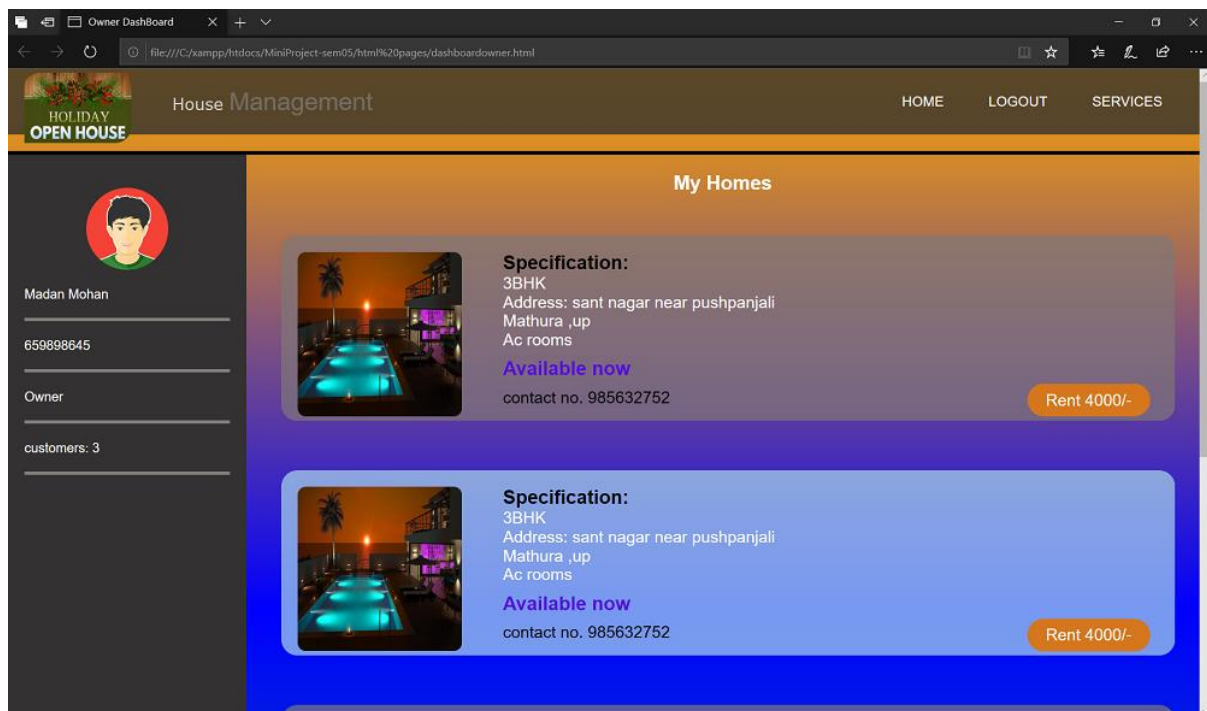 Owner DashBoard
file:///C:/xampp/htdocs/MiniProject-sem05/html%20pages/dashboardowner.html
HOLIDAY
OPEN HOUSE
House Management
HOME LOGOUT SERVICES
Madan Mohan
659898645
Owner
customers: 3
My Homes
Specification:
3BHK
Address: sant nagar near pushpanjali
Mathura ,up
Ac rooms
Available now
contact no. 985632752
Rent 4000/-
Specification:
3BHK
Address: sant nagar near pushpanjali
Mathura ,up
Ac rooms
Available now
contact no. 985632752
Rent 4000/-